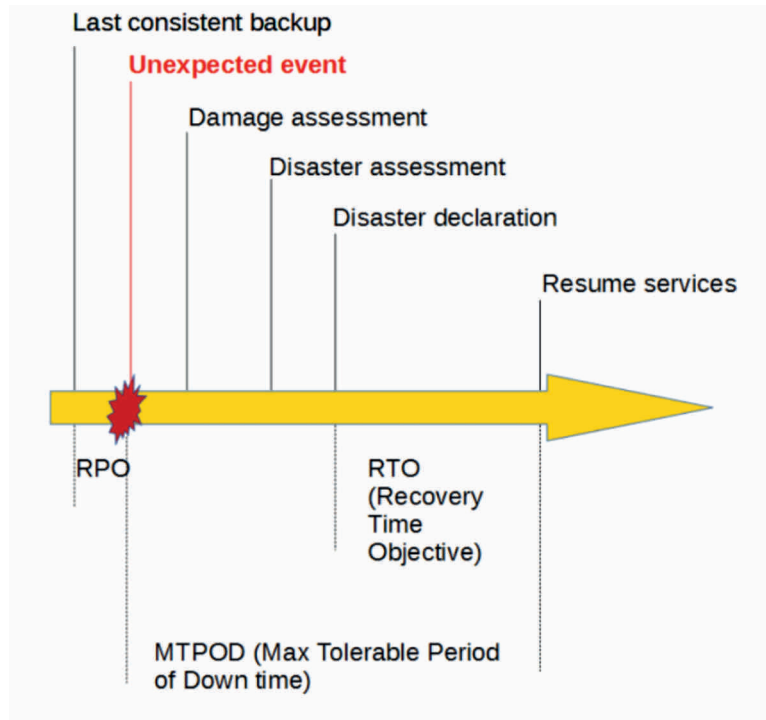 Last consistent backup
Unexpected event
Damage assessment
Disaster assessment
Disaster declaration
Resume services
RPO
RTO
(Recovery
Time
Objective)
MTPOD (Max Tolerable Period
of Down time)